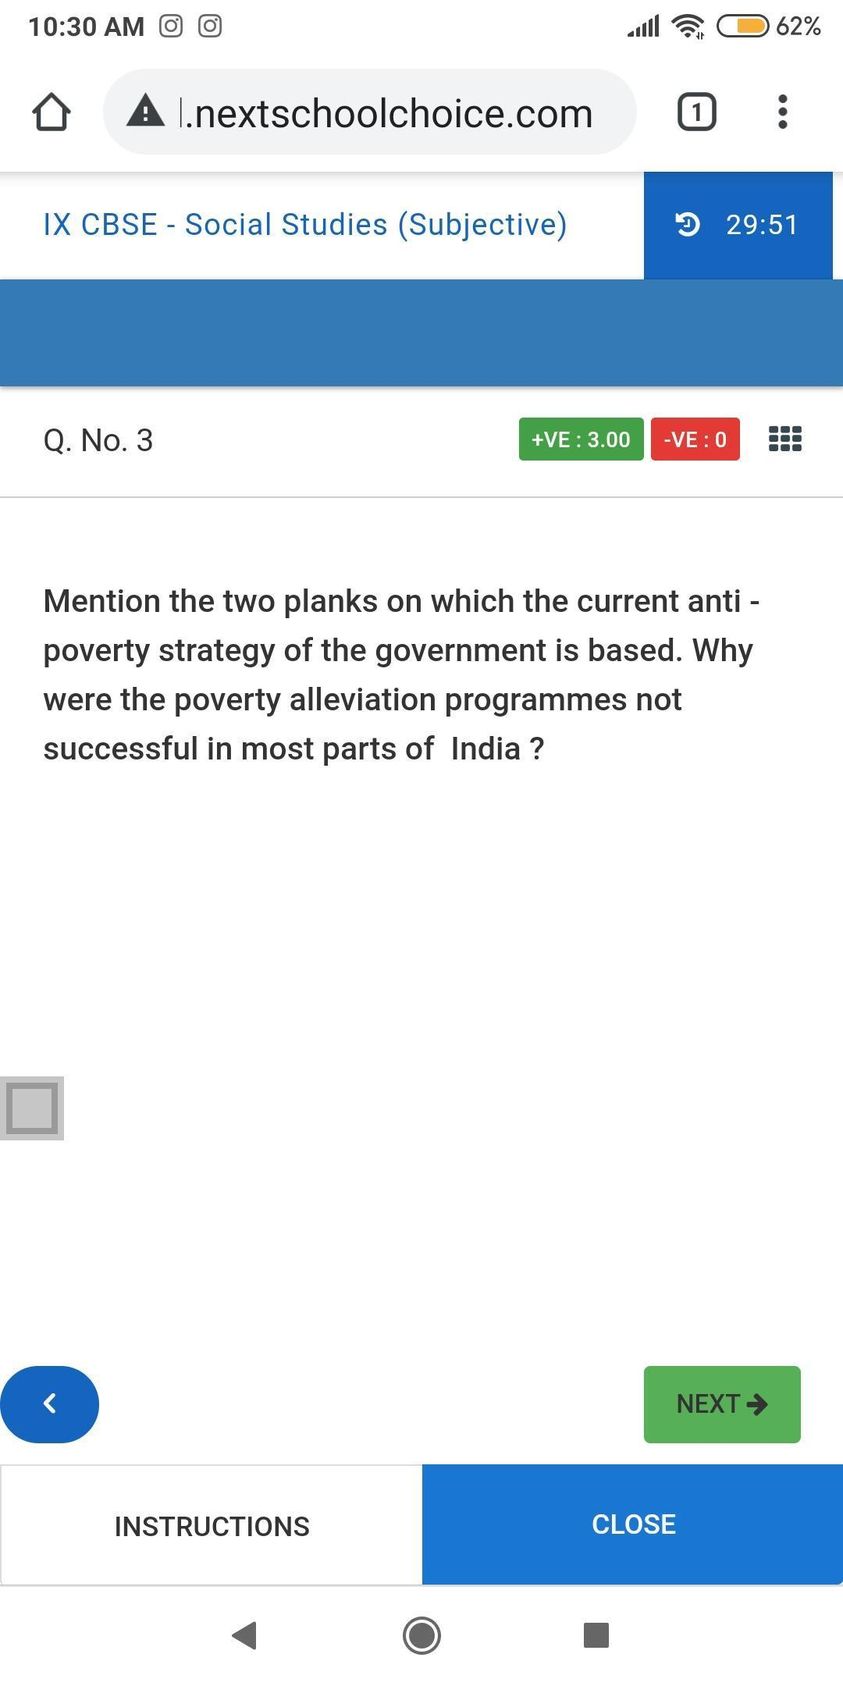 10:30 AM 62%
.nextschoolchoice.com 1
IX CBSE - Social Studies (Subjective) 29:51
Q. No. 3 +VE : 3.00 -VE : 0
Mention the two planks on which the current anti -
poverty strategy of the government is based. Why
were the poverty alleviation programmes not
successful in most parts of  India ?
NEXT
INSTRUCTIONS CLOSE